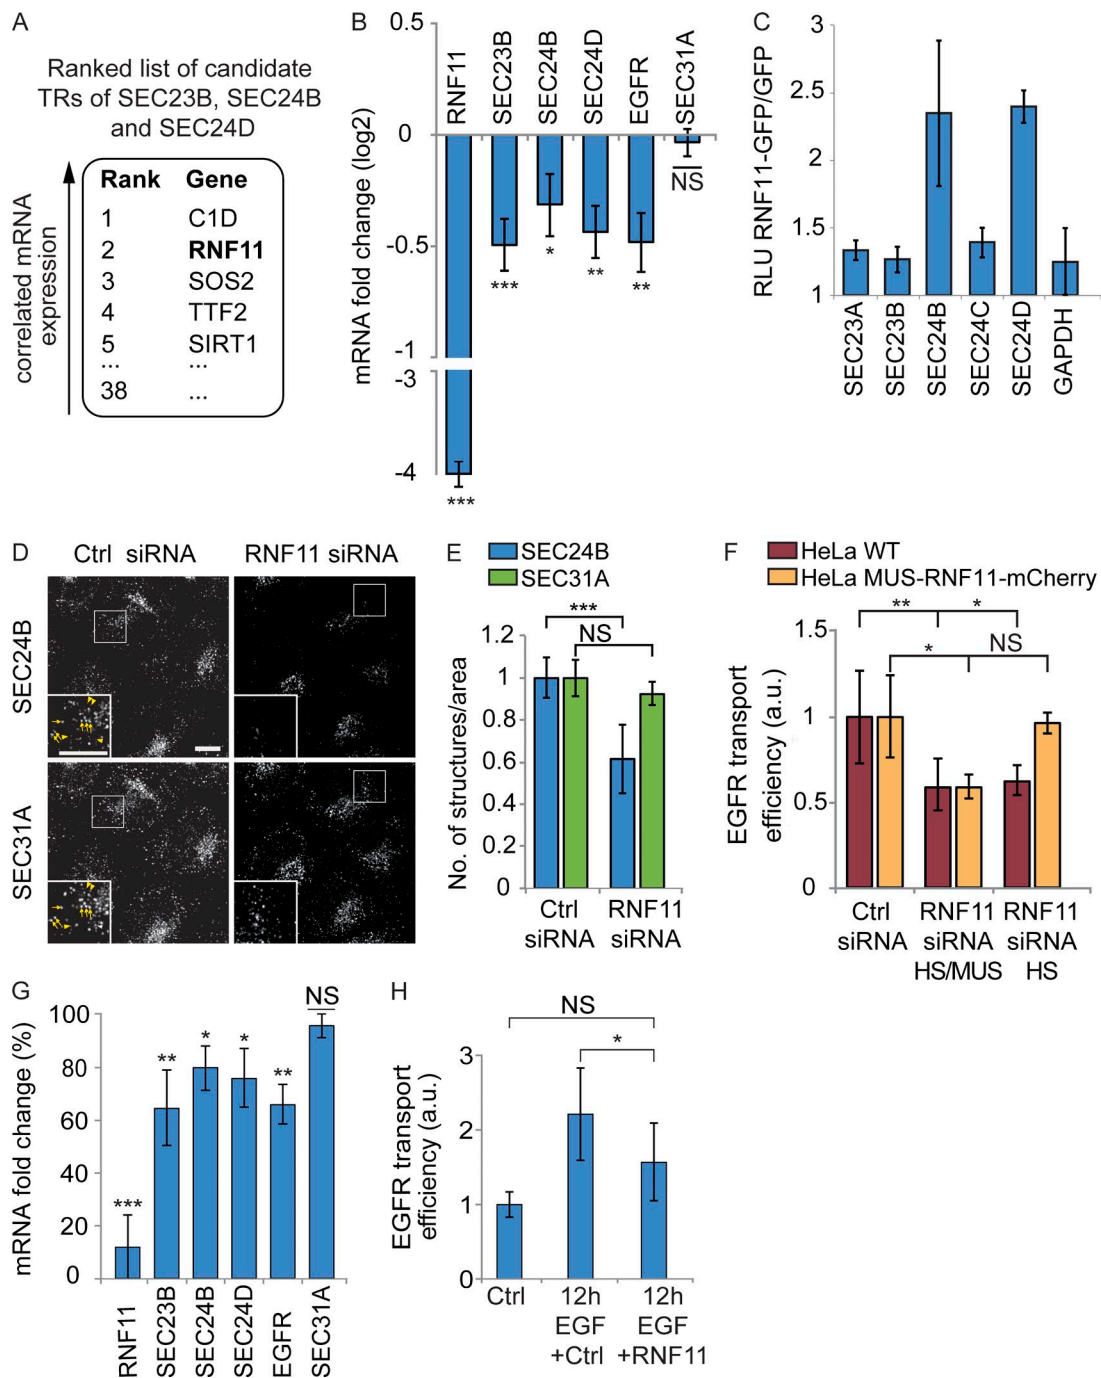 A
Ranked list of candidate
TRs of SEC23B, SEC24B
and SEC24D
correlated mRNA
expression
Rank Gene
1 C1D
2 RNF11
3 SOS2
4 TTF2
5 SIRT1
... ...
38 ...
B
mRNA fold change (log2)
-0.5
0
-0.5
-1
-3
-4
RNF11
SEC23B
SEC24B
SEC24D
EGFR
SEC31A
***
***
*
**
**
NS
C
RLU RNF11-GFP/GFP
3
2.5
2
1.5
1
SEC23A
SEC23B
SEC24B
SEC24C
SEC24D
GAPDH
D
Ctrl siRNA
RNF11 siRNA
SEC24B
SEC31A
E
SEC24B
SEC31A
***
NS
No. of structures/area
1.2
1
0.8
0.6
0.4
0.2
0
Ctrl
siRNA
RNF11
siRNA
F
HeLa WT
HeLa MUS-RNF11-mCherry
** *
* NS
EGFR transport
efficiency (a.u.)
1.5
1
0.5
0
Ctrl
siRNA
RNF11
siRNA
HS/MUS
RNF11
siRNA
HS
G
mRNA fold change (%)
100
80
60
40
20
0
***
**
*
*
**
NS
RNF11
SEC23B
SEC24B
SEC24D
EGFR
SEC31A
H
NS
*
EGFR transport
efficiency (a.u.)
3
2
1
0
Ctrl
12h
EGF
+Ctrl
12h
EGF
+RNF11